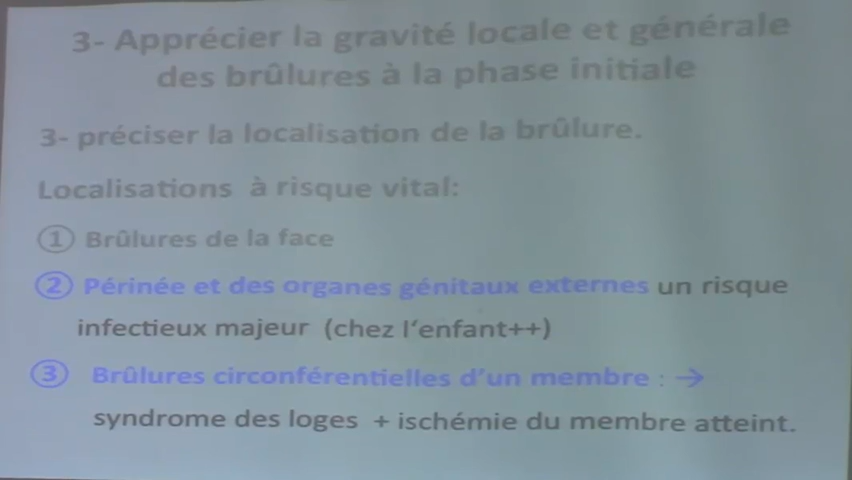 3- Apprécier la gravité locale et générale
des brûlures à la phase initiale
3- préciser la localisation de la brûlure.
Localisations à risque vital:
① Brûlures de la face
② Périnée et des organes génitaux externes un risque
infectieux majeur (chez l'enfant++)
③ Brûlures circonférentielles d'un membre : →
syndrome des loges + ischémie du membre atteint.